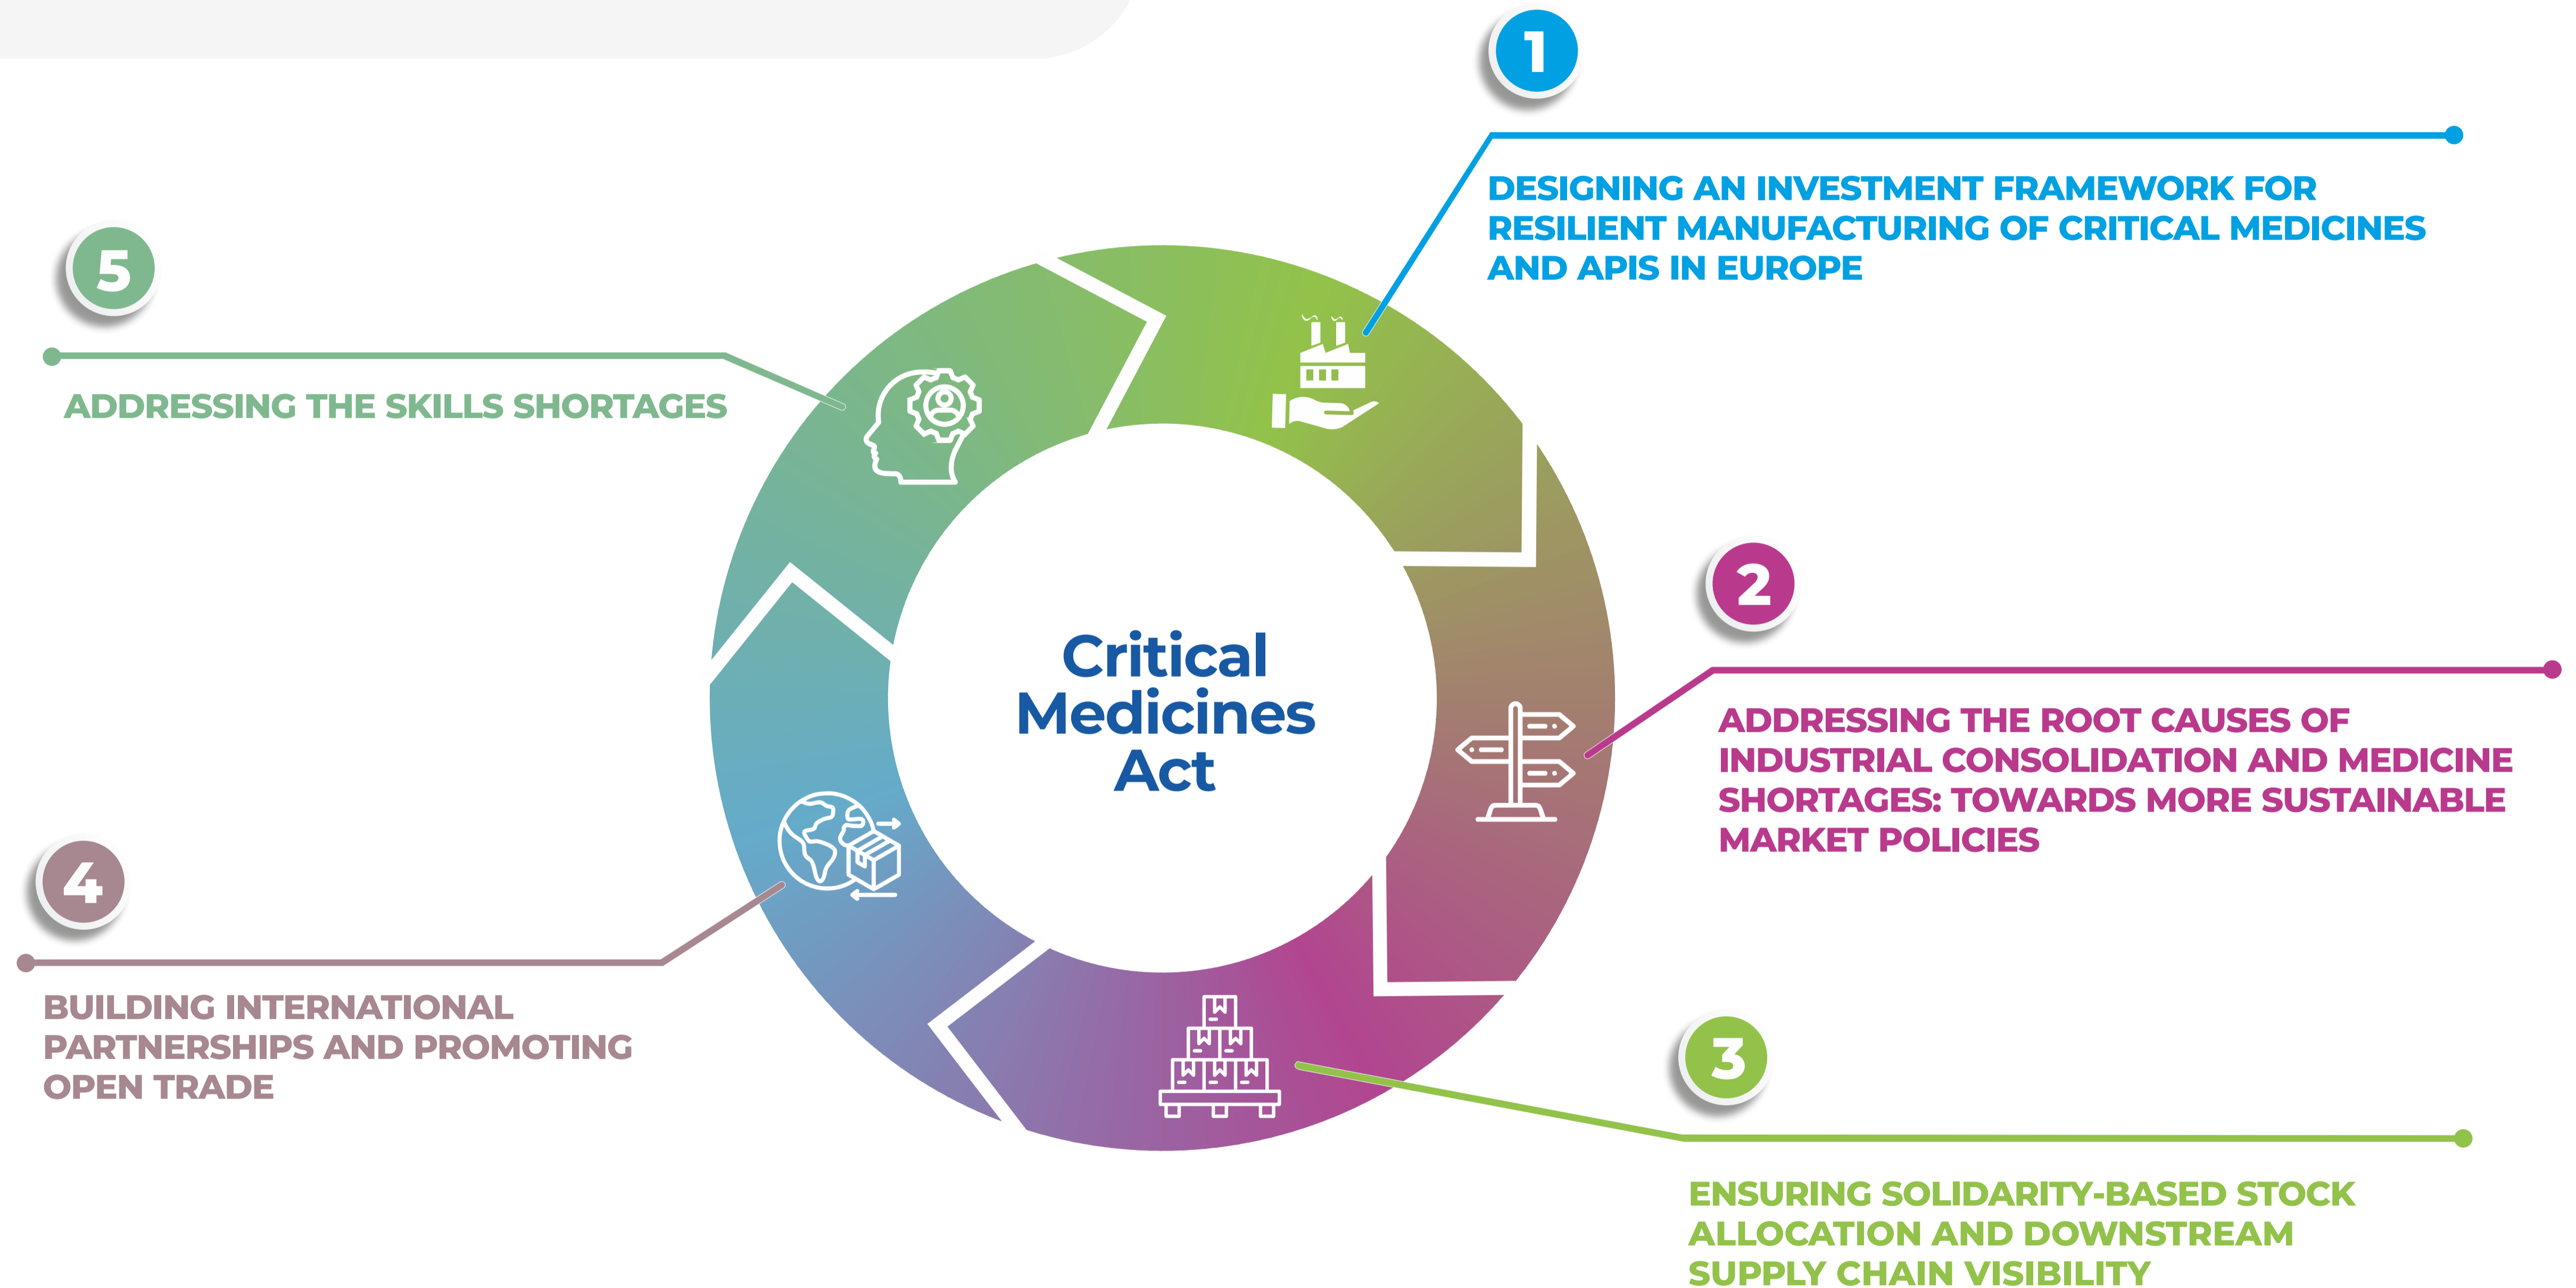 1
DESIGNING AN INVESTMENT FRAMEWORK FOR
RESILIENT MANUFACTURING OF CRITICAL MEDICINES
AND APIS IN EUROPE
5
ADDRESSING THE SKILLS SHORTAGES
Critical
Medicines
Act
2
ADDRESSING THE ROOT CAUSES OF
INDUSTRIAL CONSOLIDATION AND MEDICINE
SHORTAGES: TOWARDS MORE SUSTAINABLE
MARKET POLICIES
4
BUILDING INTERNATIONAL
PARTNERSHIPS AND PROMOTING
OPEN TRADE
3
ENSURING SOLIDARITY-BASED STOCK
ALLOCATION AND DOWNSTREAM
SUPPLY CHAIN VISIBILITY